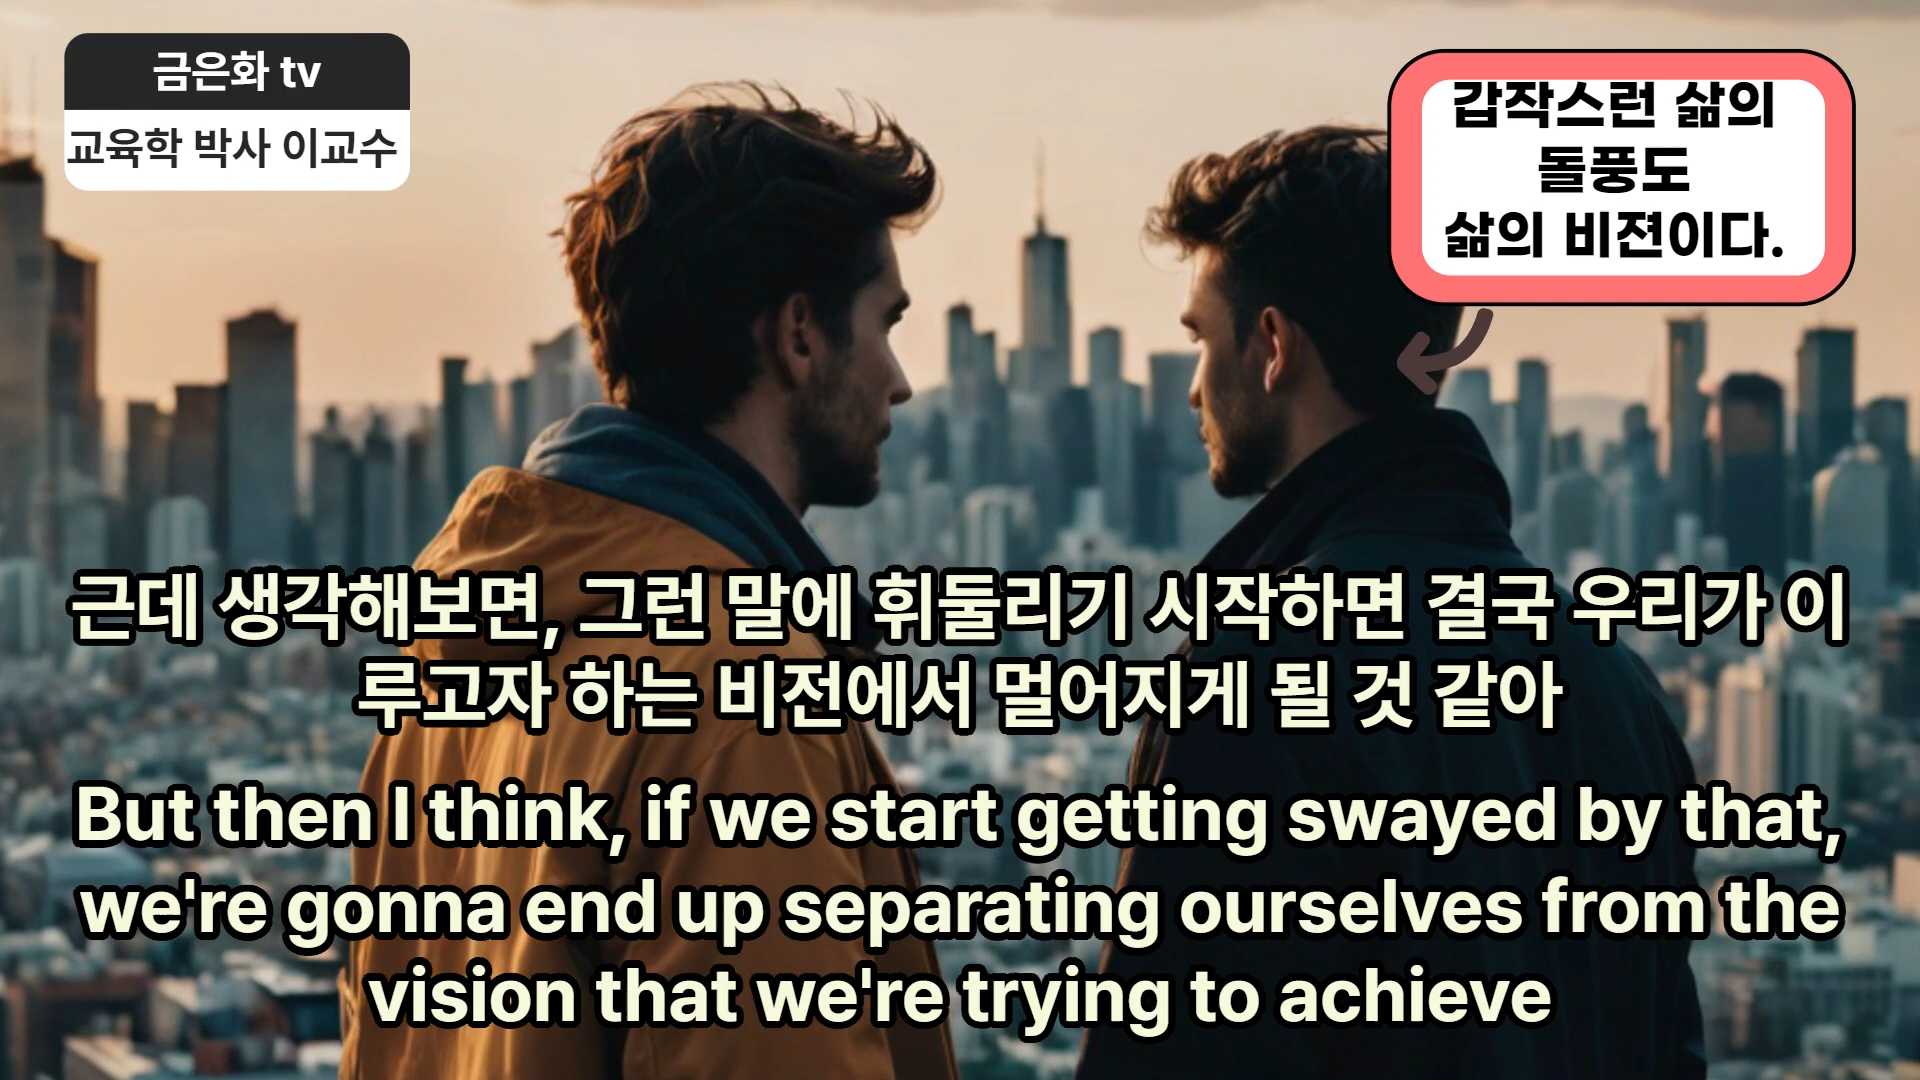 금은화 tv
교육학 박사 이교수
갑작스런 삶의
돌풍도
삶의 비젼이다.
근데 생각해보면, 그런 말에 휘둘리기 시작하면 결국 우리가 이
루고자 하는 비전에서 멀어지게 될 것 같아
But then I think, if we start getting swayed by that,
we're gonna end up separating ourselves from the
vision that we're trying to achieve